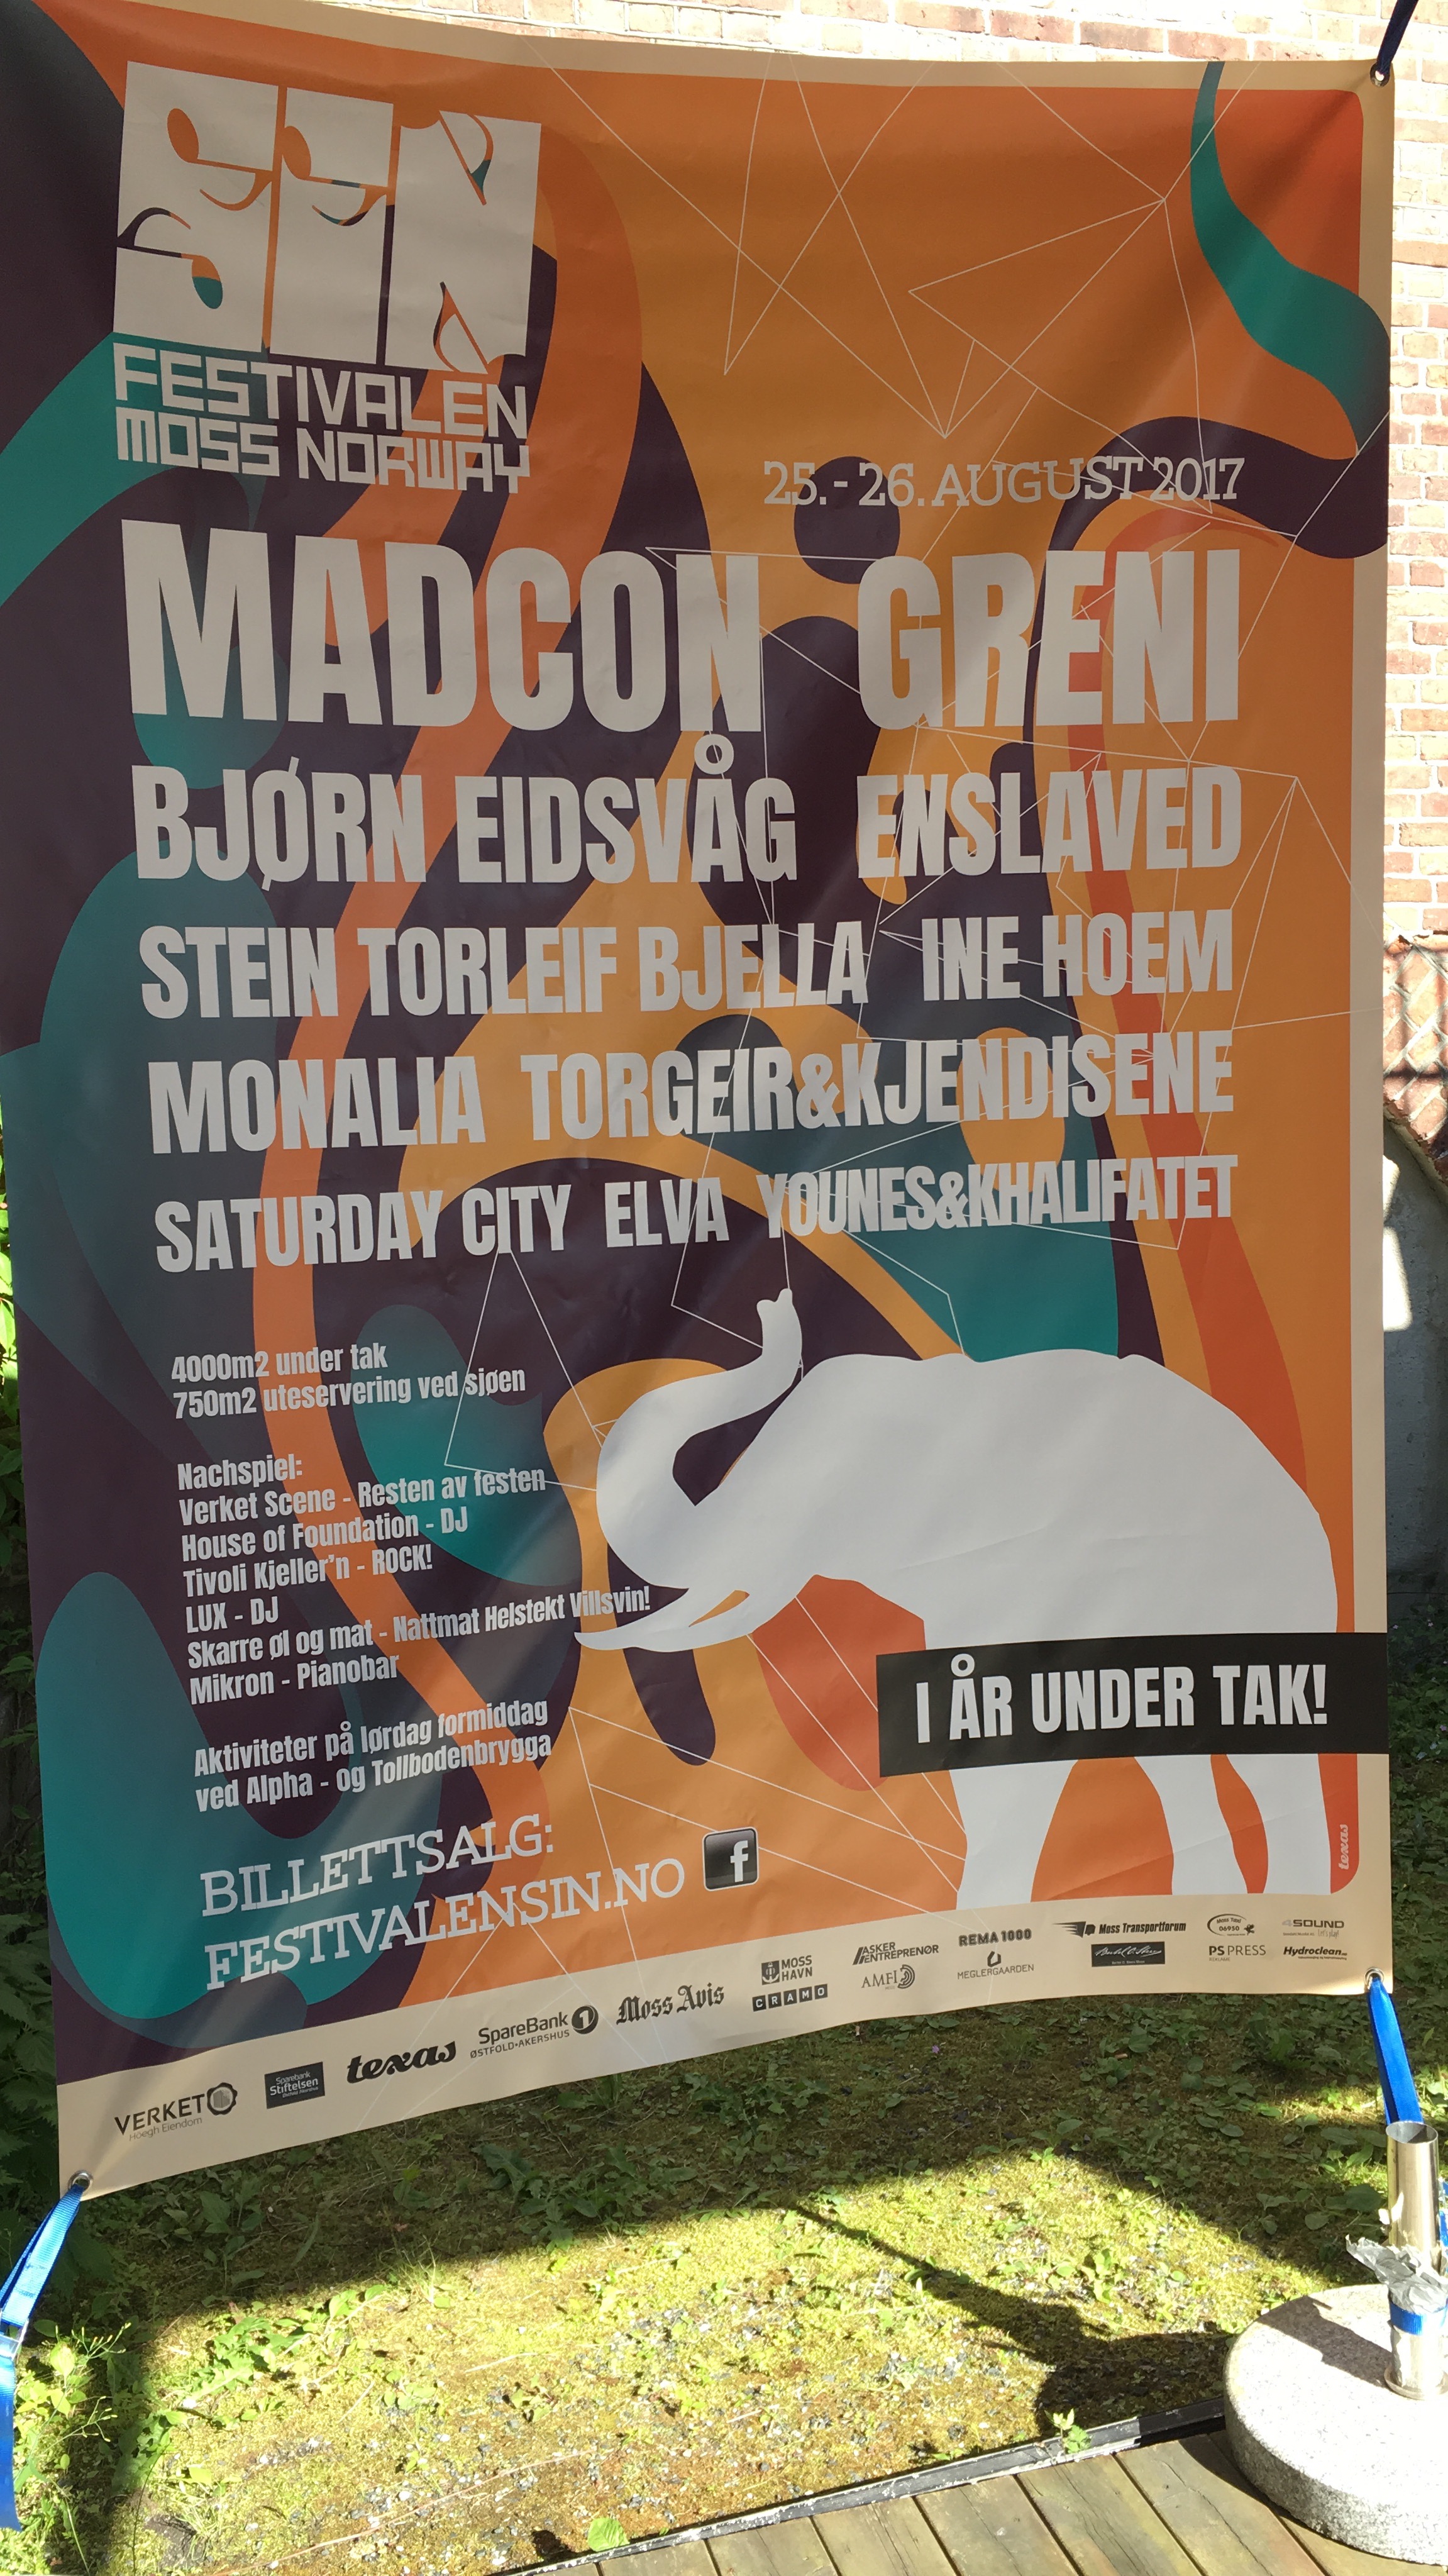 SIN
FESTIVALEN
MOSS NORWAY
25.-26. AUGUST 2017
MADCON GRENI
BJØRN EIDSVÅG ENSLAVED
STEIN TORLEIF BJELLA INE HOEM
MONALIA TORGEIR&KJENDISENE
SATURDAY CITY ELVA YOUNES&KHALIFATET
4000m2 under tak
750m2 uteservering ved sjøen
Nachspiel:
Verket Scene - Resten av festen
House of Foundation - DJ
Tivoli Kjeller'n - ROCK!
LUX - DJ
Skarre øl og mat - Nattmat Helstekt Villsvin!
Mikron - Pianobar
I ÅR UNDER TAK!
Aktiviteter på lørdag formiddag
ved Alpha - og Tollbodenbrygga
BILLETTSALG:
FESTIVALENSIN.NO
f
texas
VERKET
Höegh Eiendom
Sparebank
Stiftelsen
texas
SpareBank 1
ØSTFOLD•AKERSHUS
Moss Avis
MOSS
HAVN
CRAMO
ASKER
ENTREPRENØR
AMFI
REMA 1000
MEGLERGAARDEN
Moss Transportforum
Moss Taxi
06930
PS PRESS
4SOUND
Hydroclean